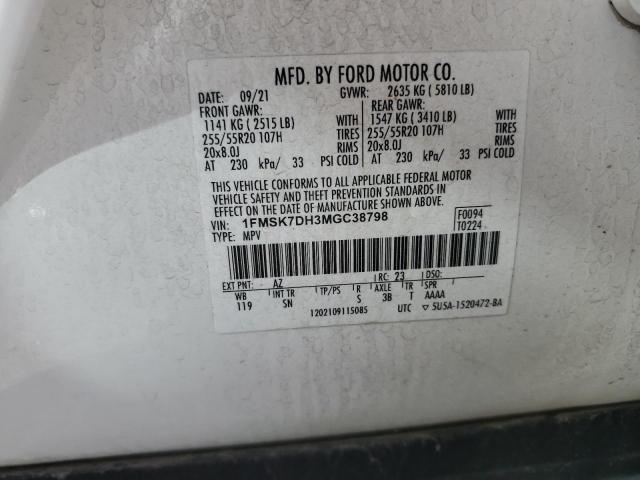 MFD. BY FORD MOTOR CO.
DATE: 09/21 GVWR: 2635 KG ( 5810 LB)
FRONT GAWR: REAR GAWR:
1141 KG ( 2515 LB) WITH 1547 KG ( 3410 LB) WITH
255/55R20 107H TIRES 255/55R20 107H TIRES
20x8.0J RIMS 20x8.0J RIMS
AT 230 kPa/ 33 PSI COLD AT 230 kPa/ 33 PSI COLD
THIS VEHICLE CONFORMS TO ALL APPLICABLE FEDERAL MOTOR
VEHICLE SAFETY AND THEFT PREVENTION STANDARDS IN
EFFECT ON THE DATE OF MANUFACTURE SHOWN ABOVE.
VIN: 1FMSK7DH3MGC38798 F0094
TYPE: MPV T0224
EXT PNT: AZ RC: 23 DSO:
WB INT TR TP/PS R AXLE TR SPR
119 SN S 3B T AAAA
1202109115085 UTC ▽ 5U5A-1520472-BA